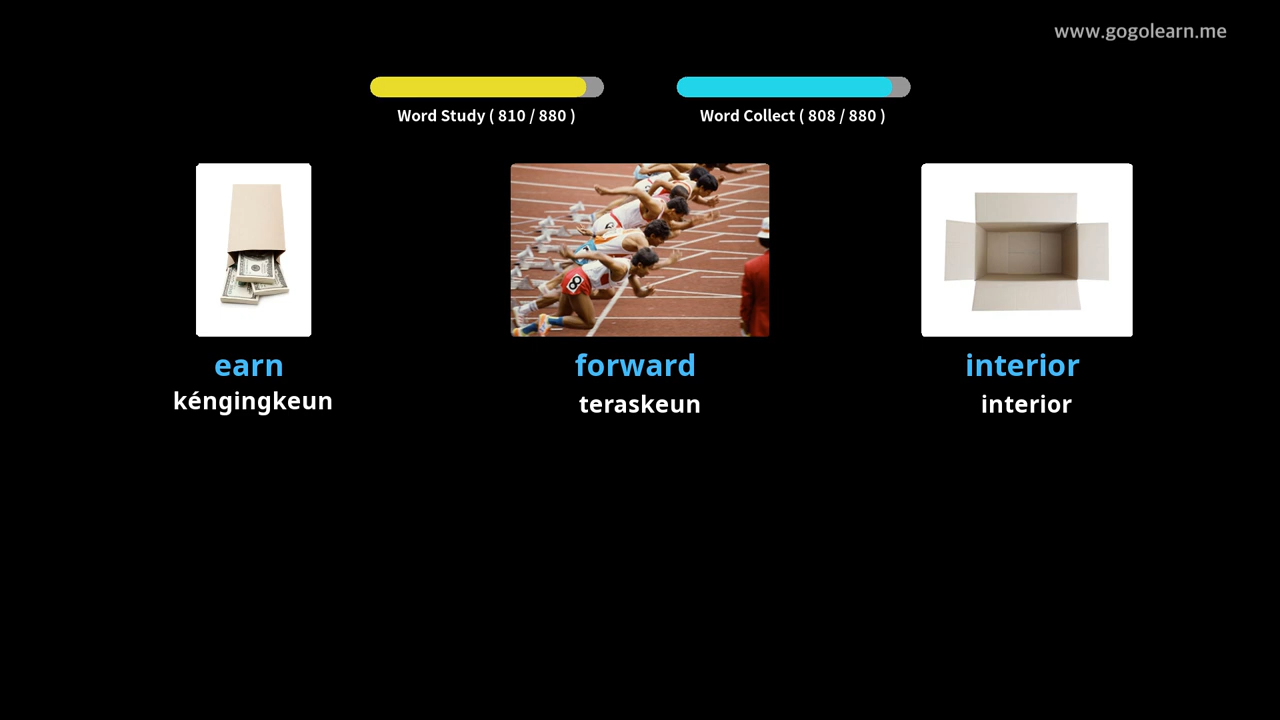 www.gogolearn.me
Word Study ( 810 / 880 )
Word Collect ( 808 / 880 )
earn
kéngingkeun
forward
teraskeun
interior
interior